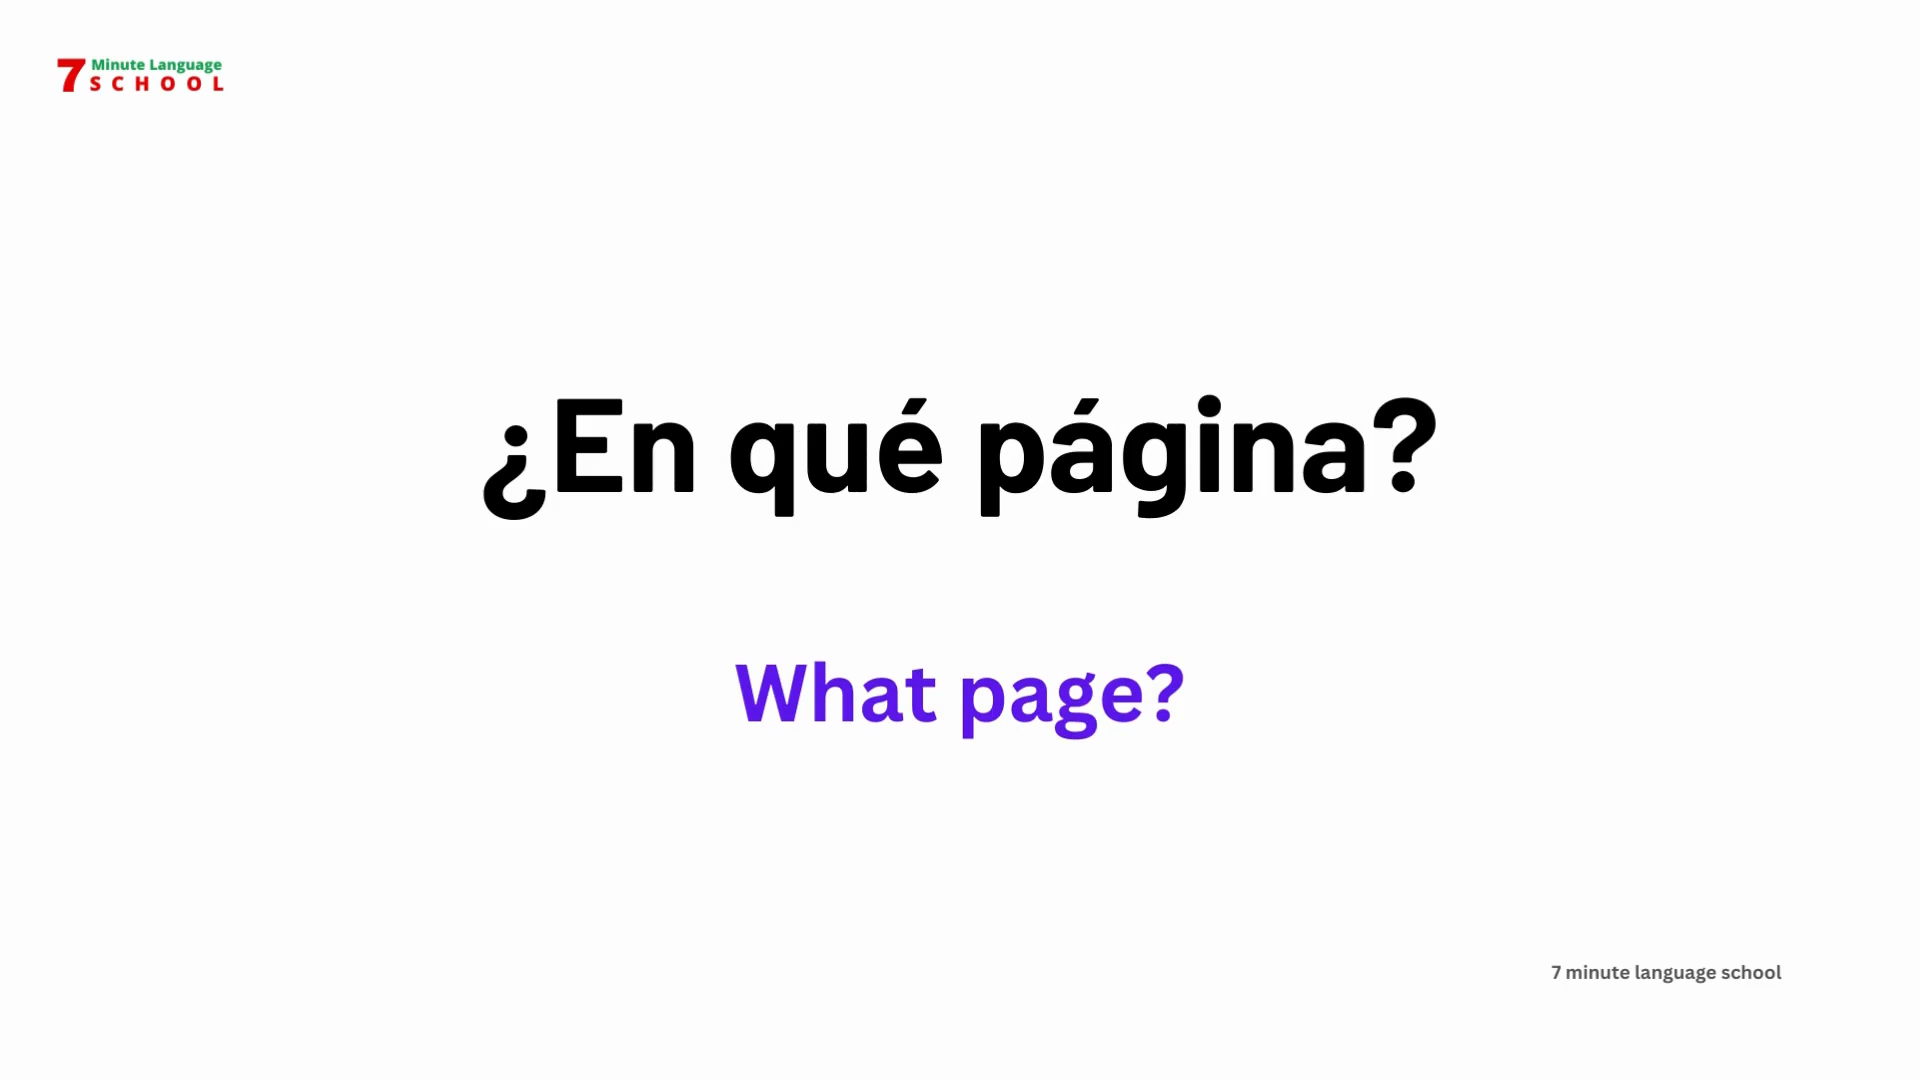 7 Minute Language
SCHOOL
¿En qué página?
What page?
7 minute language school